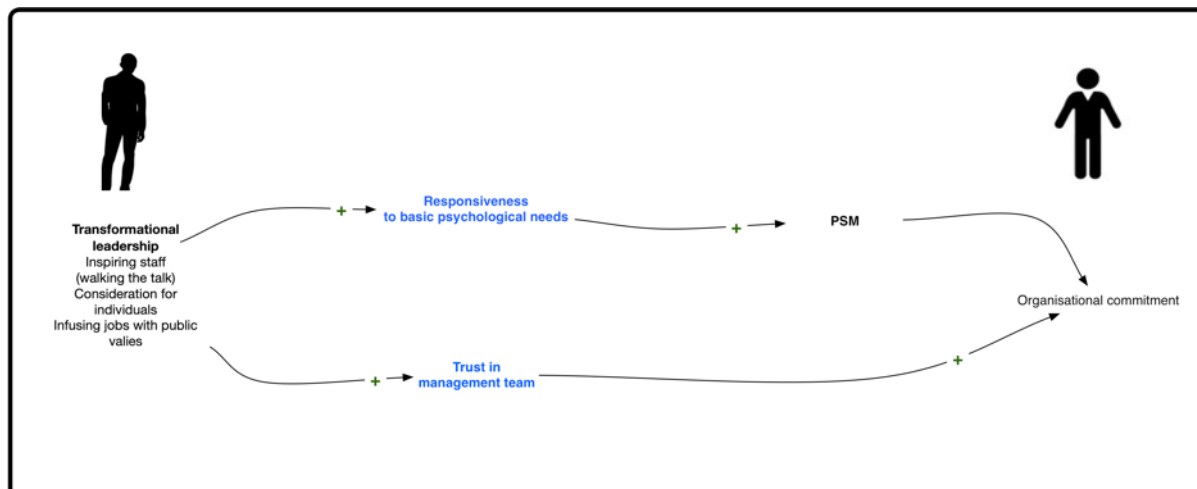 Transformational
leadership
Inspiring staff
(walking the talk)
Consideration for
individuals
Infusing jobs with public
valies
+
Responsiveness
to basic psychological needs
+
PSM
Organisational commitment
+
Trust in
management team
+